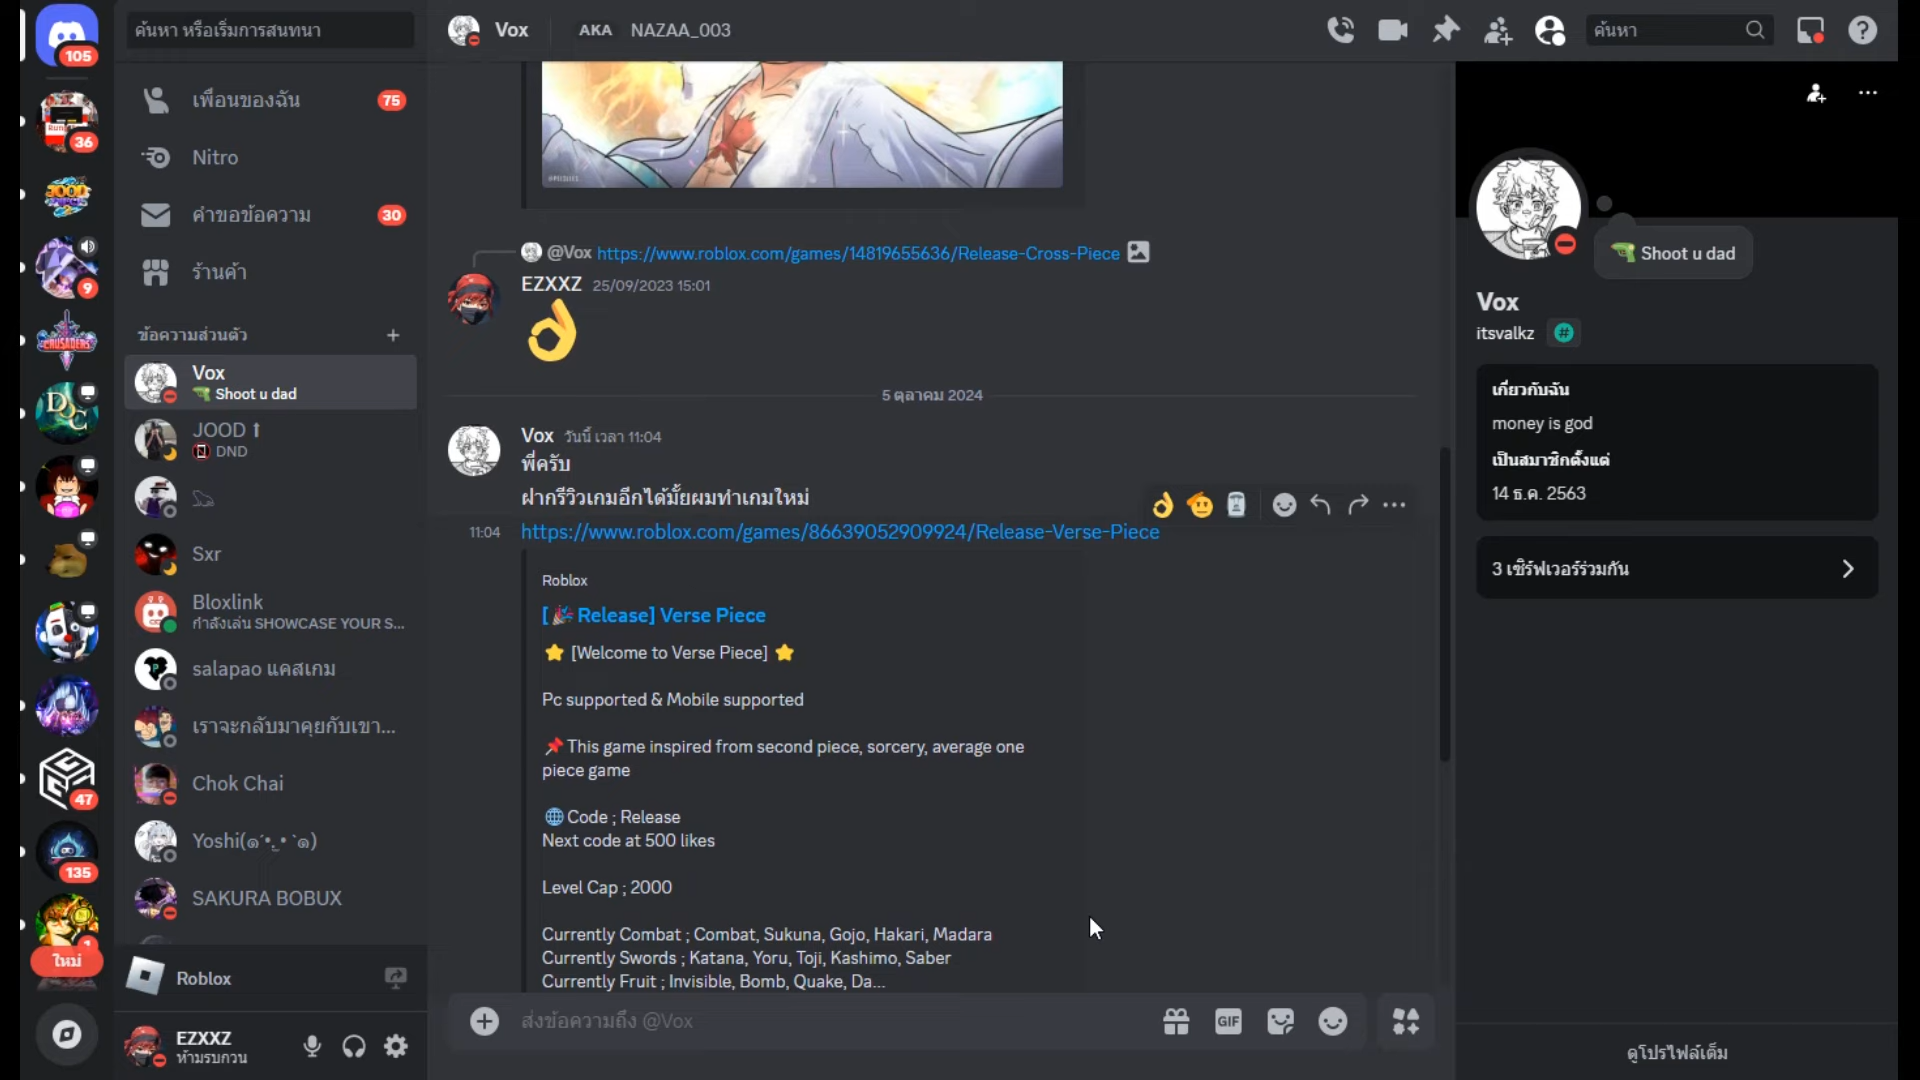 105
36
9
47
135
1
ใหม่
ค้นหา หรือเริ่มการสนทนา
เพื่อนของฉัน 75
Nitro
คำขอข้อความ 30
ร้านค้า
ข้อความส่วนตัว +
Vox
Shoot u dad
JOOD
DND
Sxr
Bloxlink
กำลังเล่น SHOWCASE YOUR S...
salapao แคสเกม
เราจะกลับมาคุยกับเขา...
Chok Chai
Yoshi(๑´•.̫ • `๑)
SAKURA BOBUX
Roblox
EZXXZ
ห้ามรบกวน
Vox AKA NAZAA_003
ค้นหา
@Vox https://www.roblox.com/games/14819655636/Release-Cross-Piece
EZXXZ 25/09/2023 15:01
5 ตุลาคม 2024
Vox วันนี้ เวลา 11:04
พี่ครับ
ฝากรีวิวเกมอีกได้มั้ยผมทำเกมใหม่
11:04 https://www.roblox.com/games/86639052909924/Release-Verse-Piece
Roblox
[🎉Release] Verse Piece
⭐ [Welcome to Verse Piece] ⭐
Pc supported & Mobile supported
📌This game inspired from second piece, sorcery, average one
piece game
🌐Code ; Release
Next code at 500 likes
Level Cap ; 2000
Currently Combat ; Combat, Sukuna, Gojo, Hakari, Madara
Currently Swords ; Katana, Yoru, Toji, Kashimo, Saber
Currently Fruit ; Invisible, Bomb, Quake, Da...
ส่งข้อความถึง @Vox
GIF
Shoot u dad
Vox
itsvalkz
เกี่ยวกับฉัน
money is god
เป็นสมาชิกตั้งแต่
14 ธ.ค. 2563
3 เซิร์ฟเวอร์ร่วมกัน
ดูโปรไฟล์เต็ม